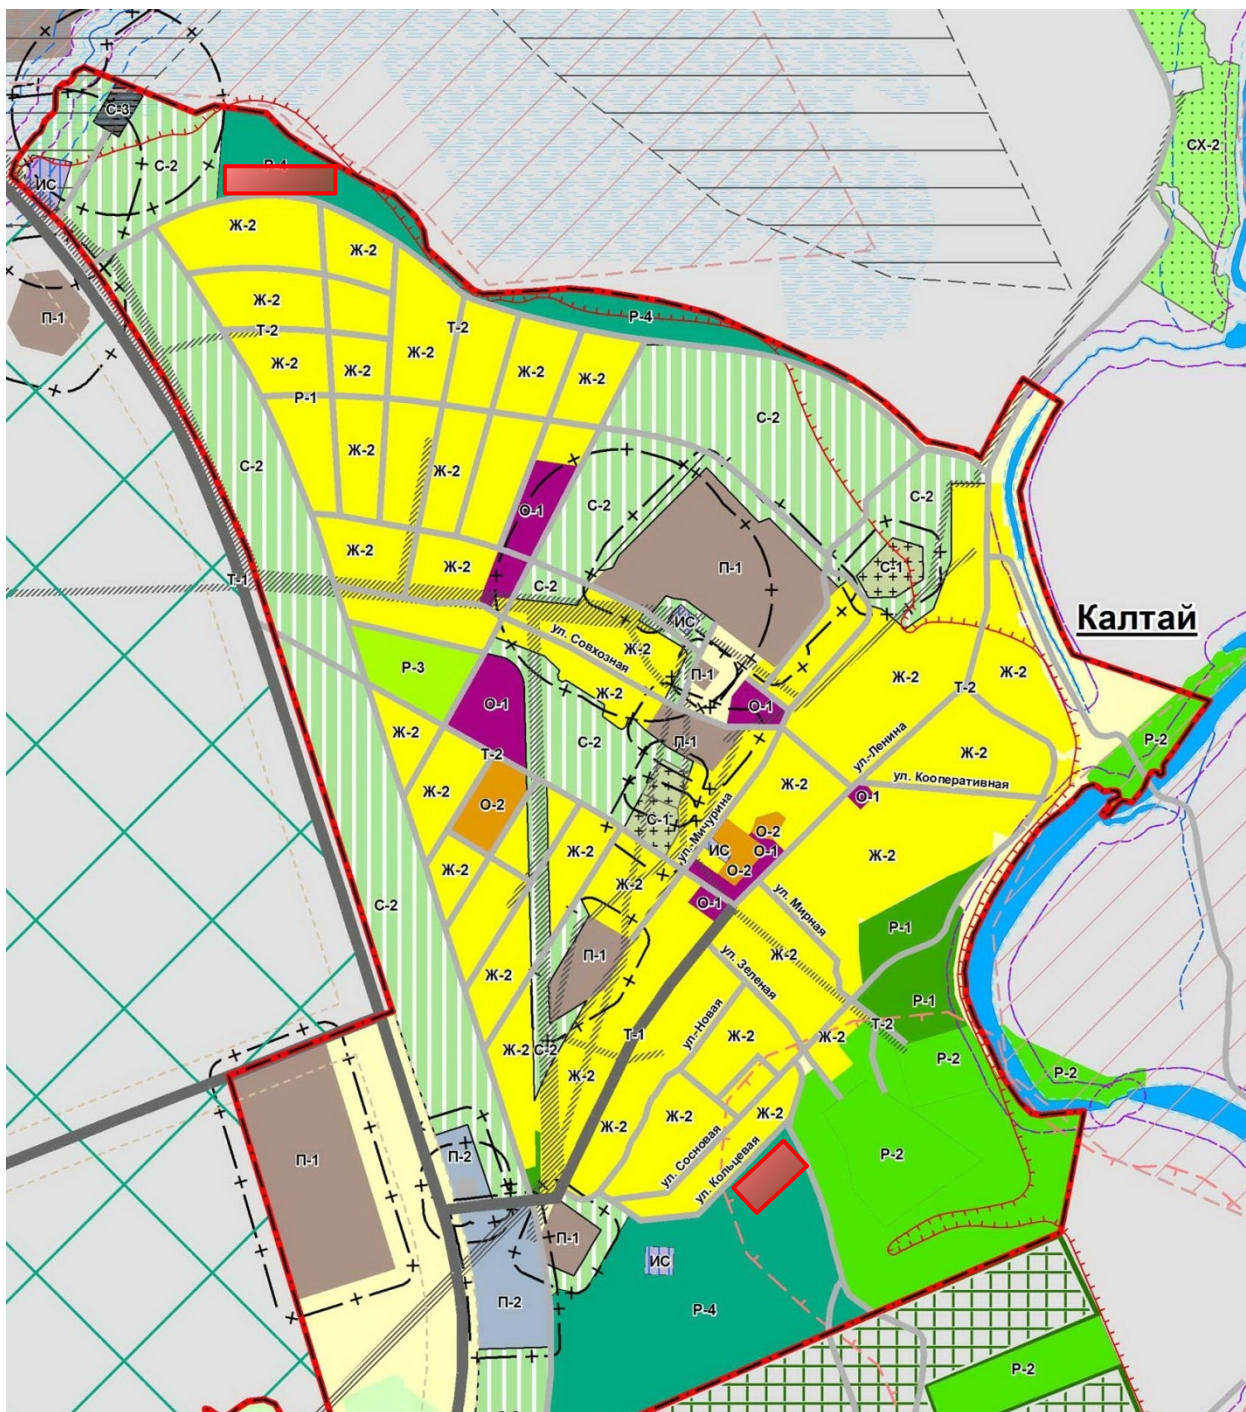 С-3
СХ-2
С-2
Р-4
ИС
Ж-2
Ж-2
П-1
Ж-2
Т-2
Т-2
Р-4
Ж-2
Ж-2
Ж-2
Ж-2
Ж-2
Р-1
С-2
Ж-2
С-2
Ж-2
С-2
С-2
О-1
Ж-2
Ж-2
П-1
С-1
Т-1
С-2
ИС
Калтай
ул. Совхозная
Ж-2
Р-3
П-1
Ж-2
Ж-2
Т-2
Ж-2
О-1
О-1
Ж-2
С-2
П-1
ул.-Ленина
Ж-2
Р-2
Т-2
Ж-2
О-2
Ж-2
ул. Кооперативная
О-1
С-1
ул.-Мичурина
О-2
ИС
О-1
Ж-2
Ж-2
Ж-2
О-2
Ж-2
С-2
О-1
ул. Мирная
Р-1
П-1
ул. Зеленая
Ж-2
Ж-2
Р-1
Т-2
Т-1
ул.-Новая
Ж-2
Ж-2
Р-2
Ж-2
С-2
Р-2
Ж-2
Ж-2
Ж-2
Ж-2
П-1
П-2
ул. Сосновая
ул. Кольцевая
Р-2
П-1
ИС
П-2
Р-4
Р-2